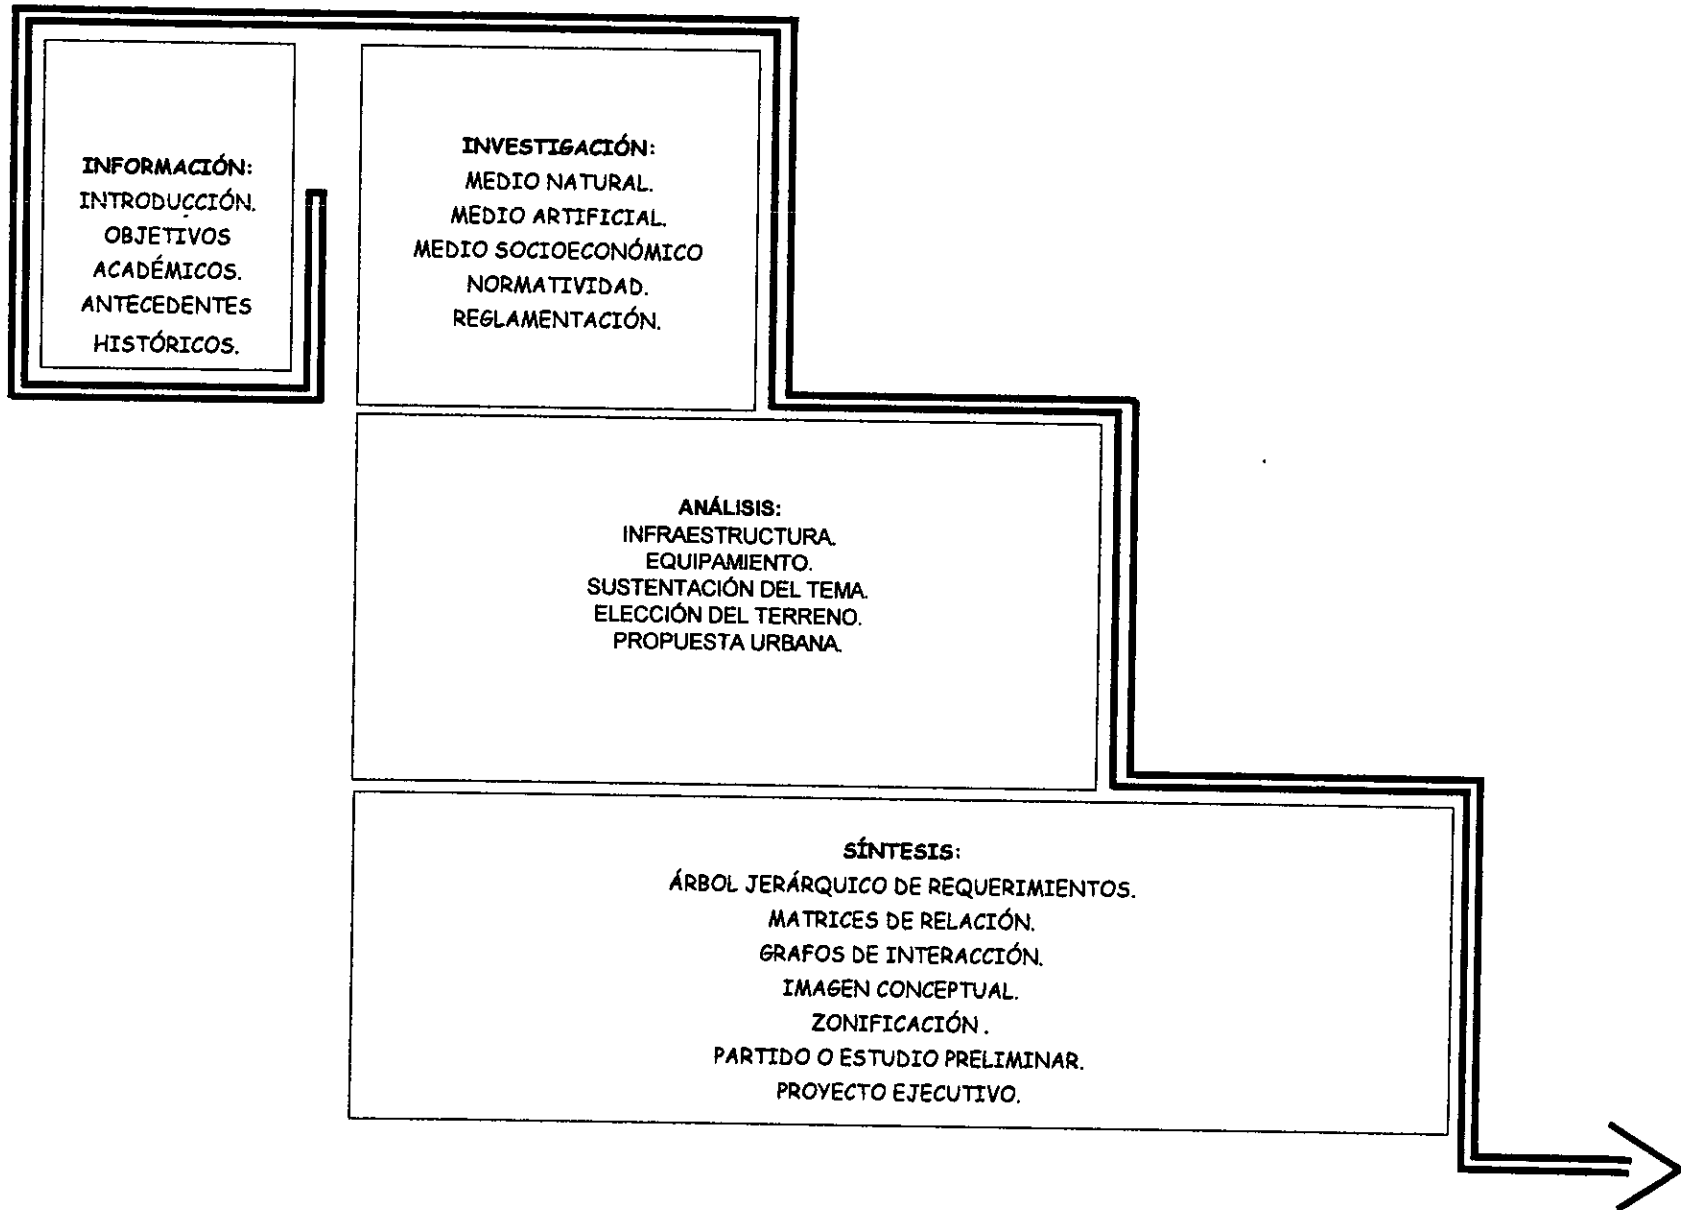 INFORMACIÓN:
INTRODUCCIÓN.
OBJETIVOS
ACADÉMICOS.
ANTECEDENTES
HISTÓRICOS.
INVESTIGACIÓN:
MEDIO NATURAL.
MEDIO ARTIFICIAL.
MEDIO SOCIOECONÓMICO
NORMATIVIDAD.
REGLAMENTACIÓN.
ANÁLISIS:
INFRAESTRUCTURA.
EQUIPAMIENTO.
SUSTENTACIÓN DEL TEMA.
ELECCIÓN DEL TERRENO.
PROPUESTA URBANA.
SÍNTESIS:
ÁRBOL JERÁRQUICO DE REQUERIMIENTOS.
MATRICES DE RELACIÓN.
GRAFOS DE INTERACCIÓN.
IMAGEN CONCEPTUAL.
ZONIFICACIÓN.
PARTIDO O ESTUDIO PRELIMINAR.
PROYECTO EJECUTIVO.